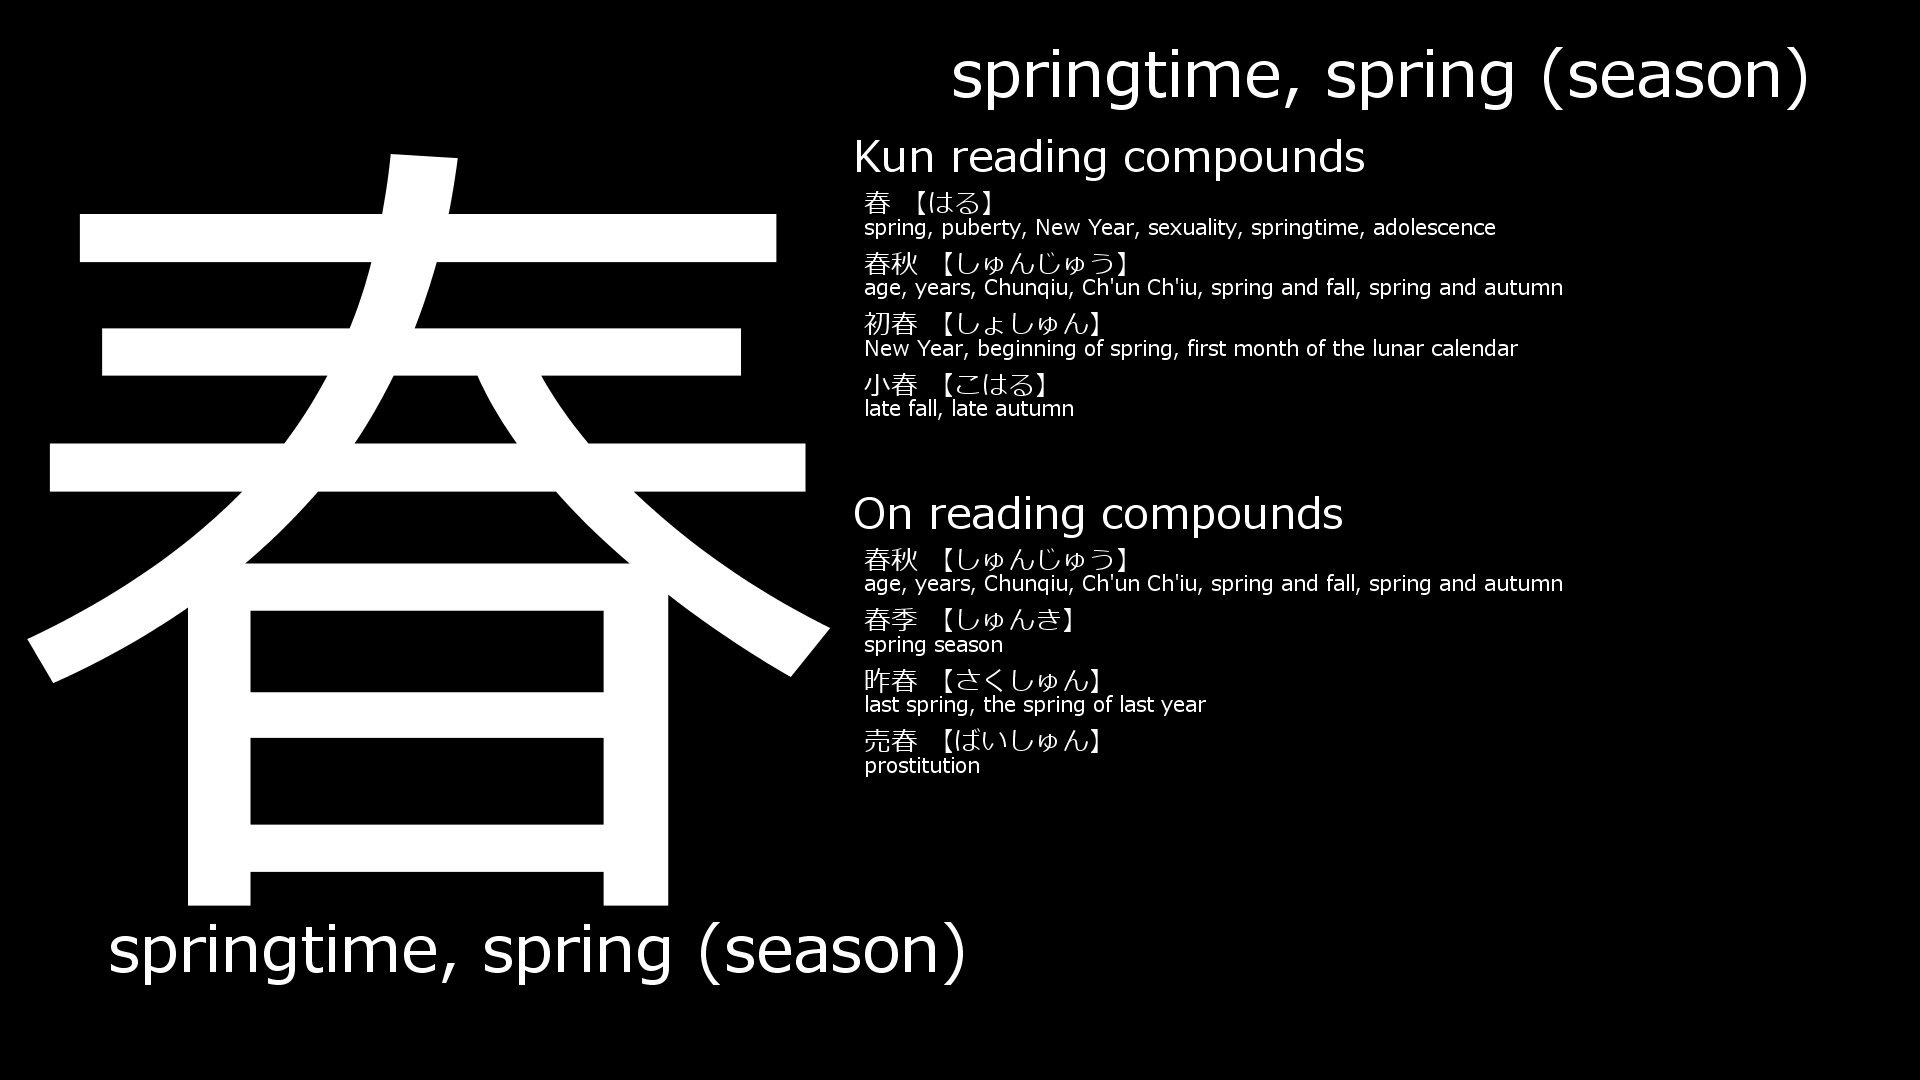 春
springtime, spring (season)
springtime, spring (season)
Kun reading compounds
春 【はる】
spring, puberty, New Year, sexuality, springtime, adolescence
春秋 【しゅんじゅう】
age, years, Chunqiu, Ch'un Ch'iu, spring and fall, spring and autumn
初春 【しょしゅん】
New Year, beginning of spring, first month of the lunar calendar
小春 【こはる】
late fall, late autumn
On reading compounds
春秋 【しゅんじゅう】
age, years, Chunqiu, Ch'un Ch'iu, spring and fall, spring and autumn
春季 【しゅんき】
spring season
昨春 【さくしゅん】
last spring, the spring of last year
売春 【ばいしゅん】
prostitution